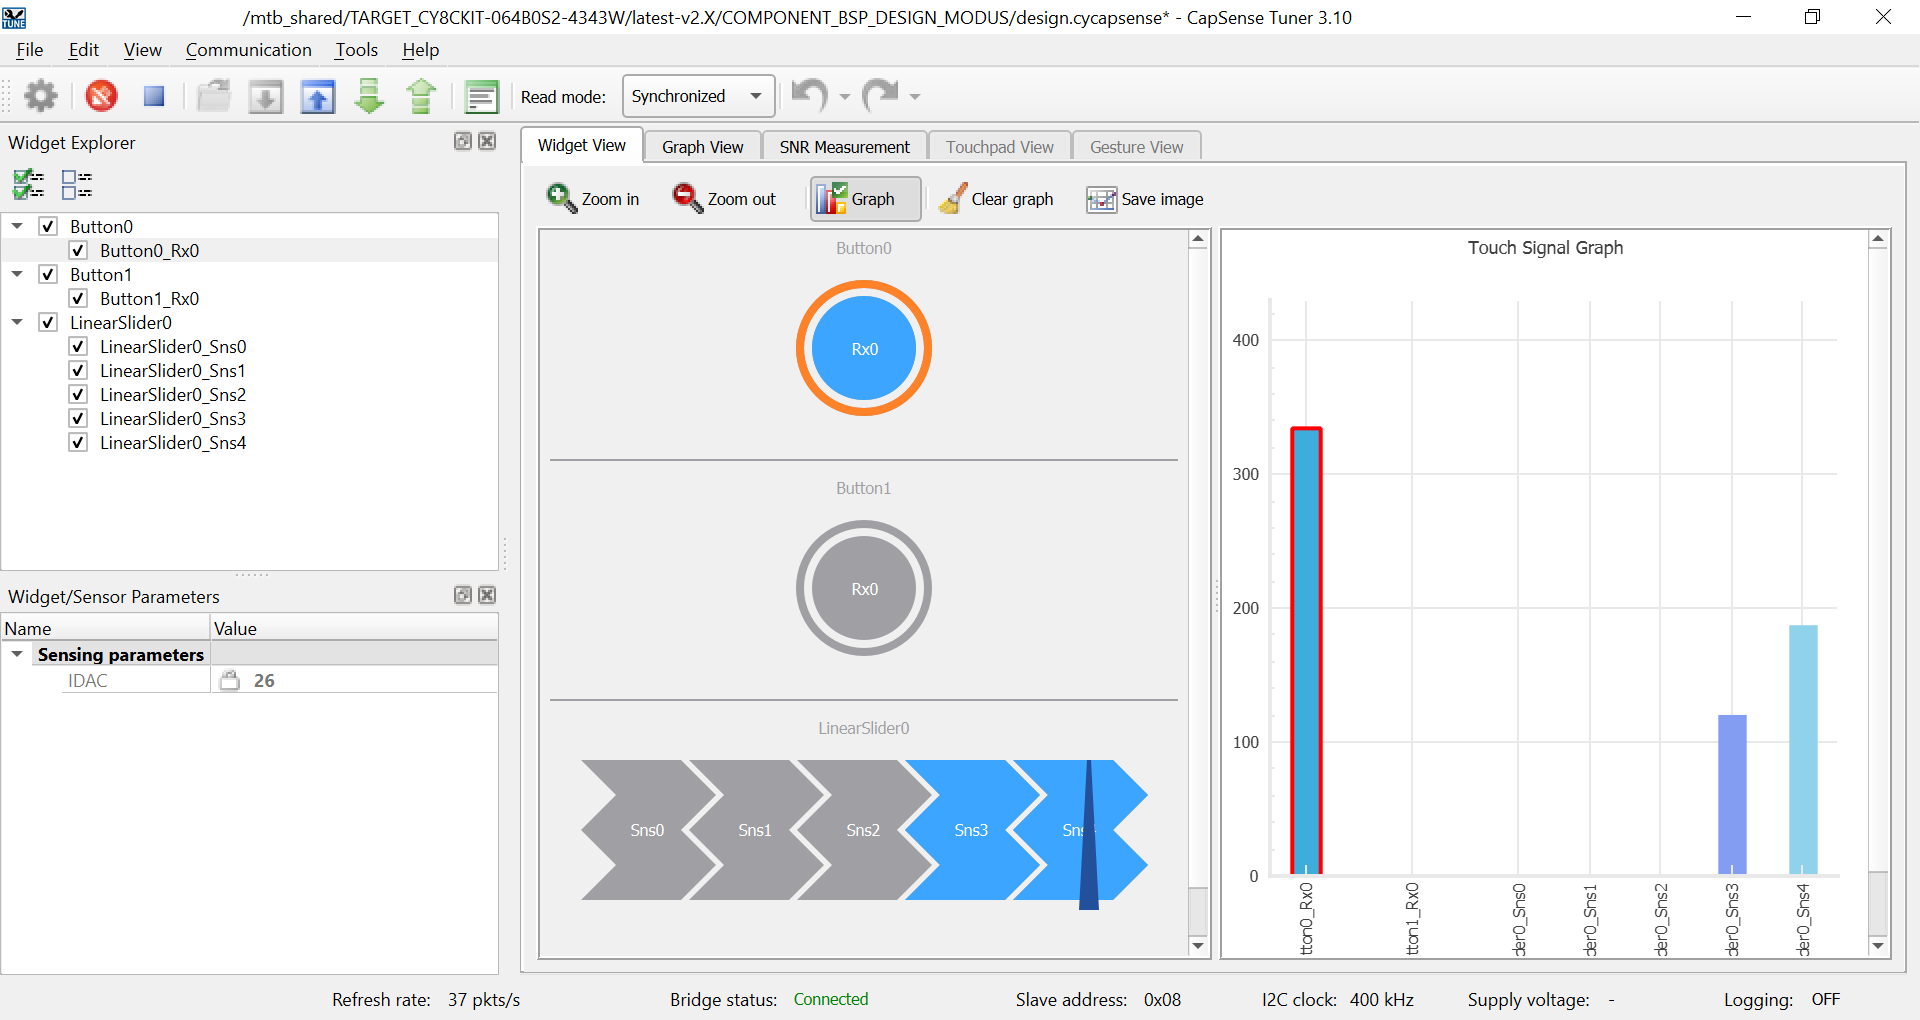 TUNE
/mtb_shared/TARGET_CY8CKIT-064B0S2-4343W/latest-v2.X/COMPONENT_BSP_DESIGN_MODUS/design.cycapsense* - CapSense Tuner 3.10
File Edit View Communication Tools Help
Read mode: Synchronized
Widget Explorer
Button0
Button0_Rx0
Button1
Button1_Rx0
LinearSlider0
LinearSlider0_Sns0
LinearSlider0_Sns1
LinearSlider0_Sns2
LinearSlider0_Sns3
LinearSlider0_Sns4
Widget/Sensor Parameters
Name Value
Sensing parameters
IDAC 26
Widget View Graph View SNR Measurement Touchpad View Gesture View
Zoom in Zoom out Graph Clear graph Save image
Button0
Rx0
Button1
Rx0
LinearSlider0
Sns0 Sns1 Sns2 Sns3
Touch Signal Graph
400
300
200
100
0
tton0_Rx0
tton1_Rx0
der0_Sns0
der0_Sns1
der0_Sns2
der0_Sns3
der0_Sns4
Refresh rate: 37 pkts/s Bridge status: Connected Slave address: 0x08 I2C clock: 400 kHz Supply voltage: - Logging: OFF